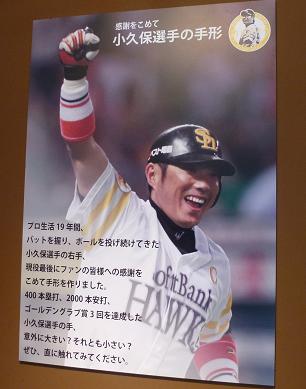 感謝をこめて
小久保選手の手形
SH
プロ生活19年間、
バットを握り、ボールを投げ続けてきた
小久保選手の右手、
現役最後にファンの皆様への感謝を
こめて手形を作りました。
400本塁打、2000本安打、
ゴールデングラブ賞3回を達成した
小久保選手の手、
意外に大きい？それとも小さい？
ぜひ、直に触れてみてください。
oftBank
HAWK